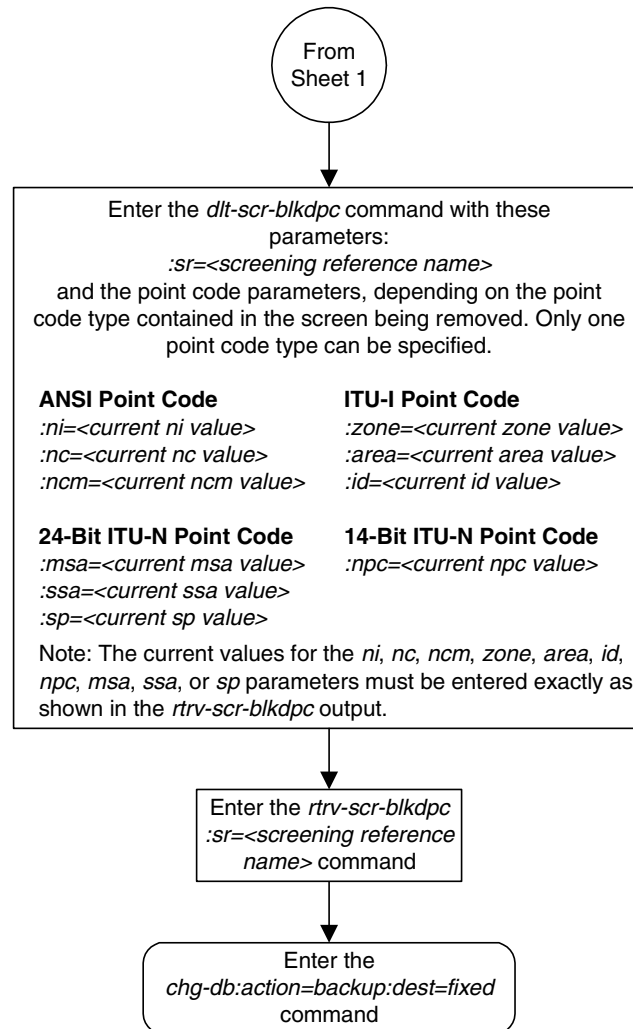 From
Sheet 1
Enter the dlt-scr-blkdpc command with these
parameters:
:sr=<screening reference name>
and the point code parameters, depending on the point
code type contained in the screen being removed. Only one
point code type can be specified.
ANSI Point Code
:ni=<current ni value>
:nc=<current nc value>
:ncm=<current ncm value>
ITU-I Point Code
:zone=<current zone value>
:area=<current area value>
:id=<current id value>
24-Bit ITU-N Point Code
:msa=<current msa value>
:ssa=<current ssa value>
:sp=<current sp value>
14-Bit ITU-N Point Code
:npc=<current npc value>
Note: The current values for the ni, nc, ncm, zone, area, id,
npc, msa, ssa, or sp parameters must be entered exactly as
shown in the rtrv-scr-blkdpc output.
Enter the rtrv-scr-blkdpc
:sr=<screening reference
name> command
Enter the
chg-db:action=backup:dest=fixed
command